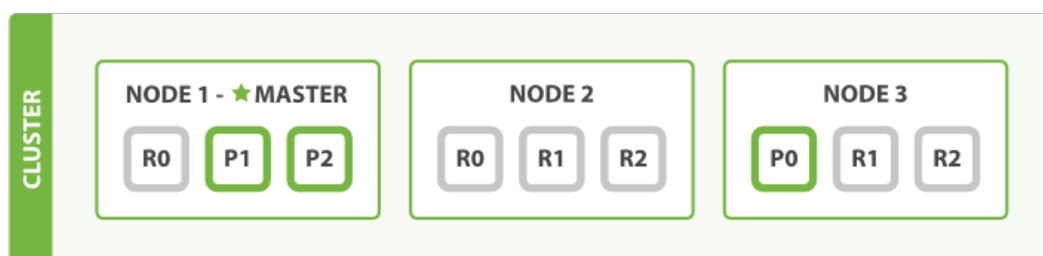 CLUSTER
NODE 1 - ★ MASTER
R0 P1 P2
NODE 2
R0 R1 R2
NODE 3
P0 R1 R2